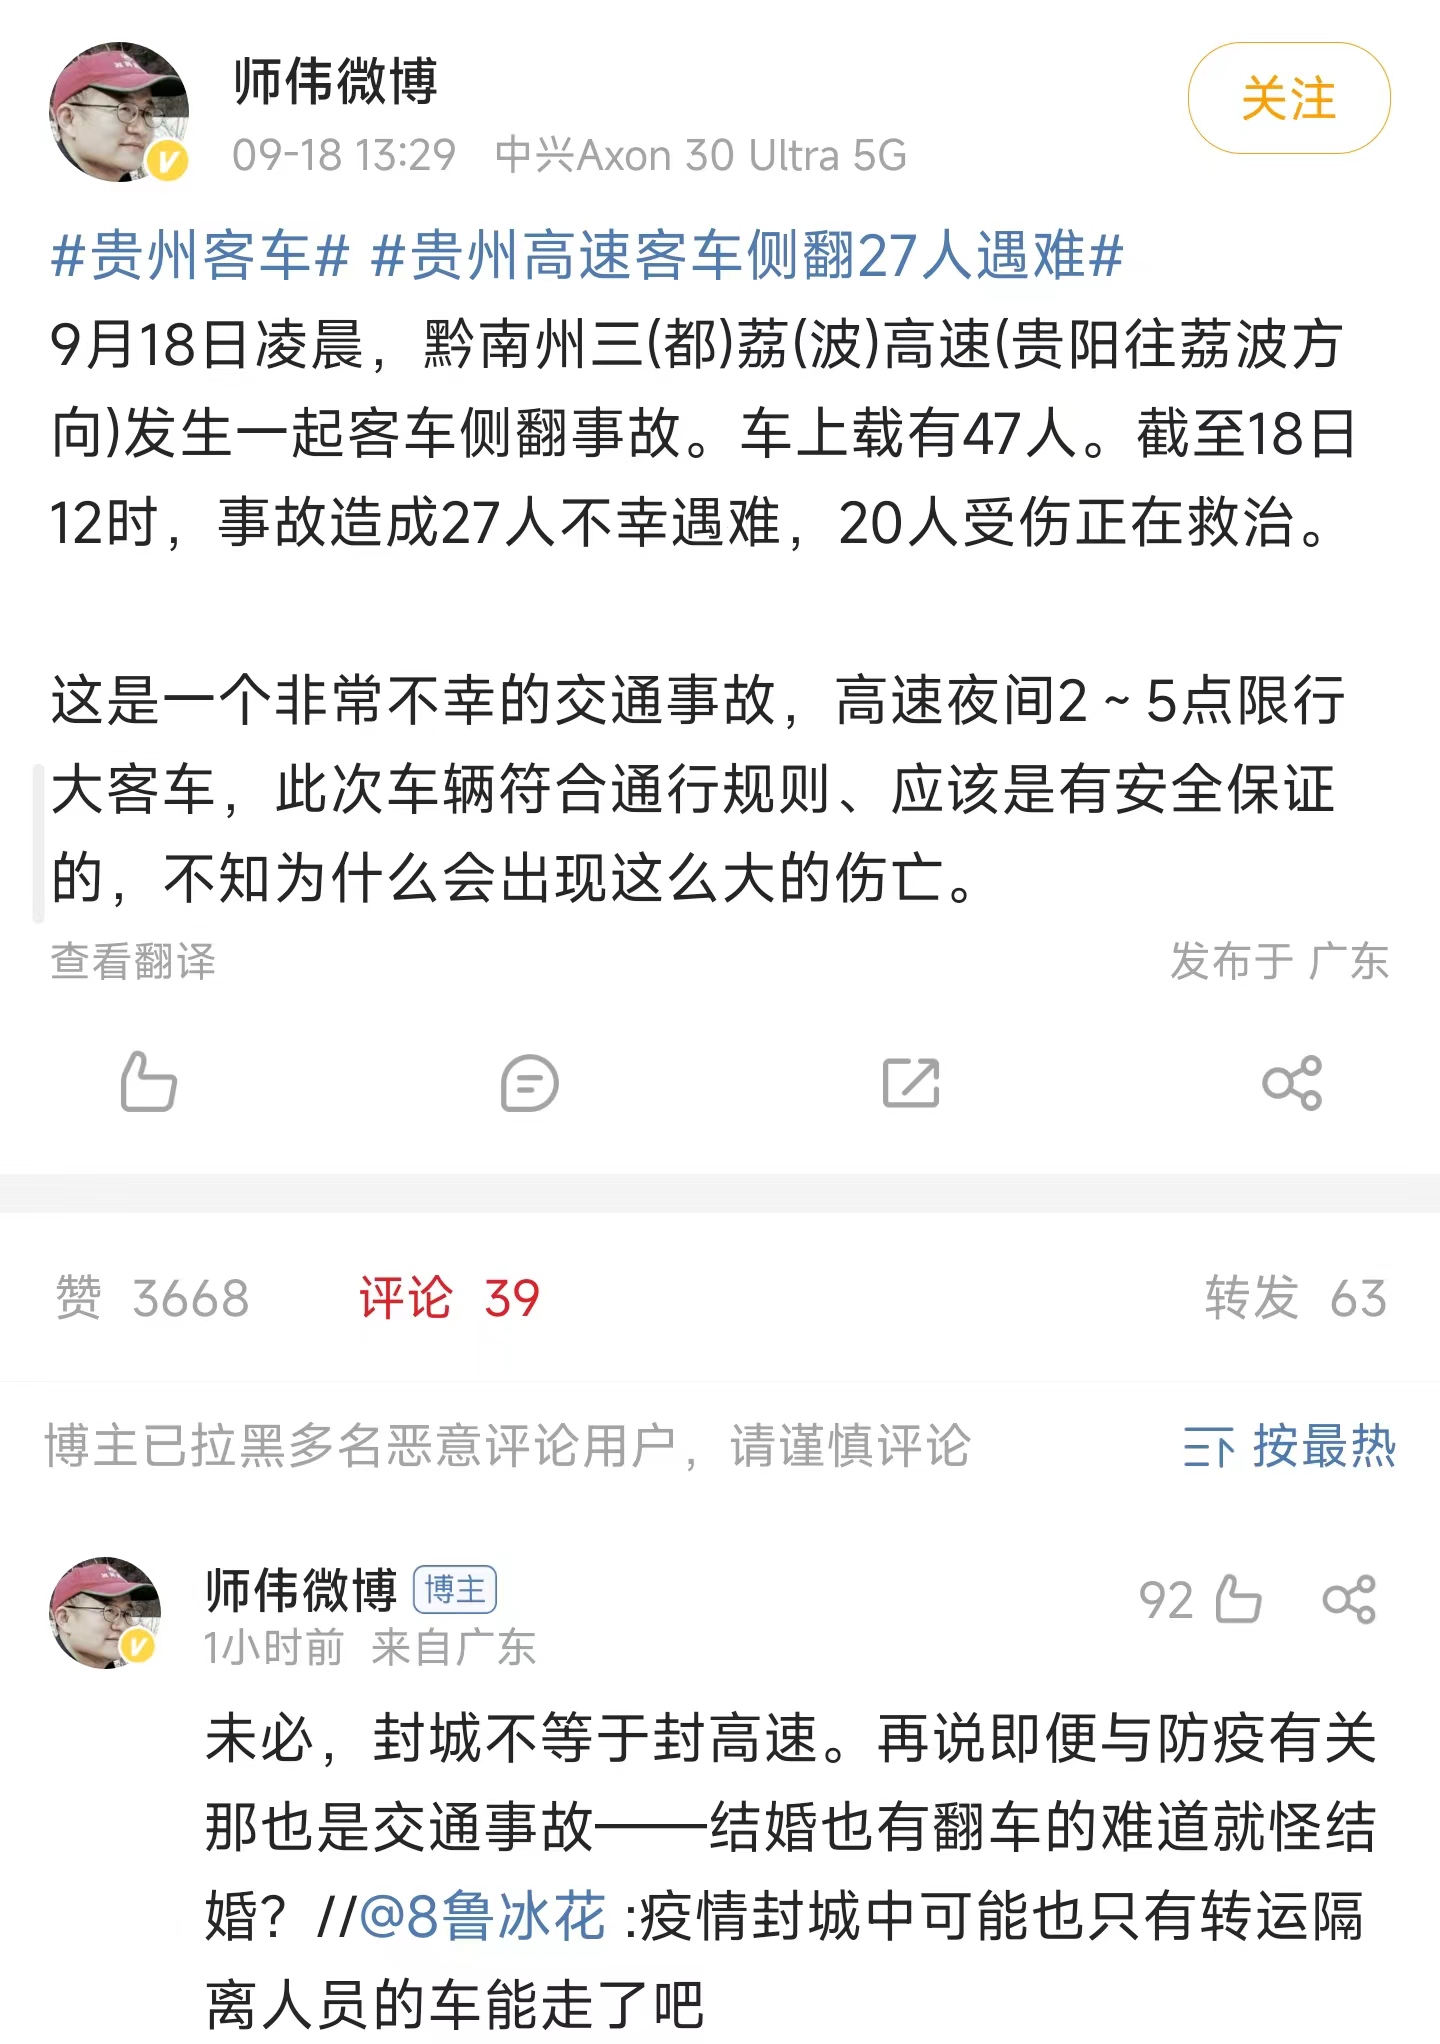 师伟微博
关注
09-18 13:29 中兴Axon 30 Ultra 5G
#贵州客车# #贵州高速客车侧翻27人遇难#
9月18日凌晨，黔南州三(都)荔(波)高速(贵阳往荔波方
向)发生一起客车侧翻事故。车上载有47人。截至18日
12时，事故造成27人不幸遇难，20人受伤正在救治。
这是一个非常不幸的交通事故，高速夜间2～5点限行
大客车，此次车辆符合通行规则、应该是有安全保证
的，不知为什么会出现这么大的伤亡。
查看翻译 发布于 广东
赞 3668 评论 39 转发 63
博主已拉黑多名恶意评论用户，请谨慎评论 按最热
师伟微博 博主 92
1小时前 来自广东
未必，封城不等于封高速。再说即便与防疫有关
那也是交通事故——结婚也有翻车的难道就怪结
婚？//@8鲁冰花 :疫情封城中可能也只有转运隔
离人员的车能走了吧